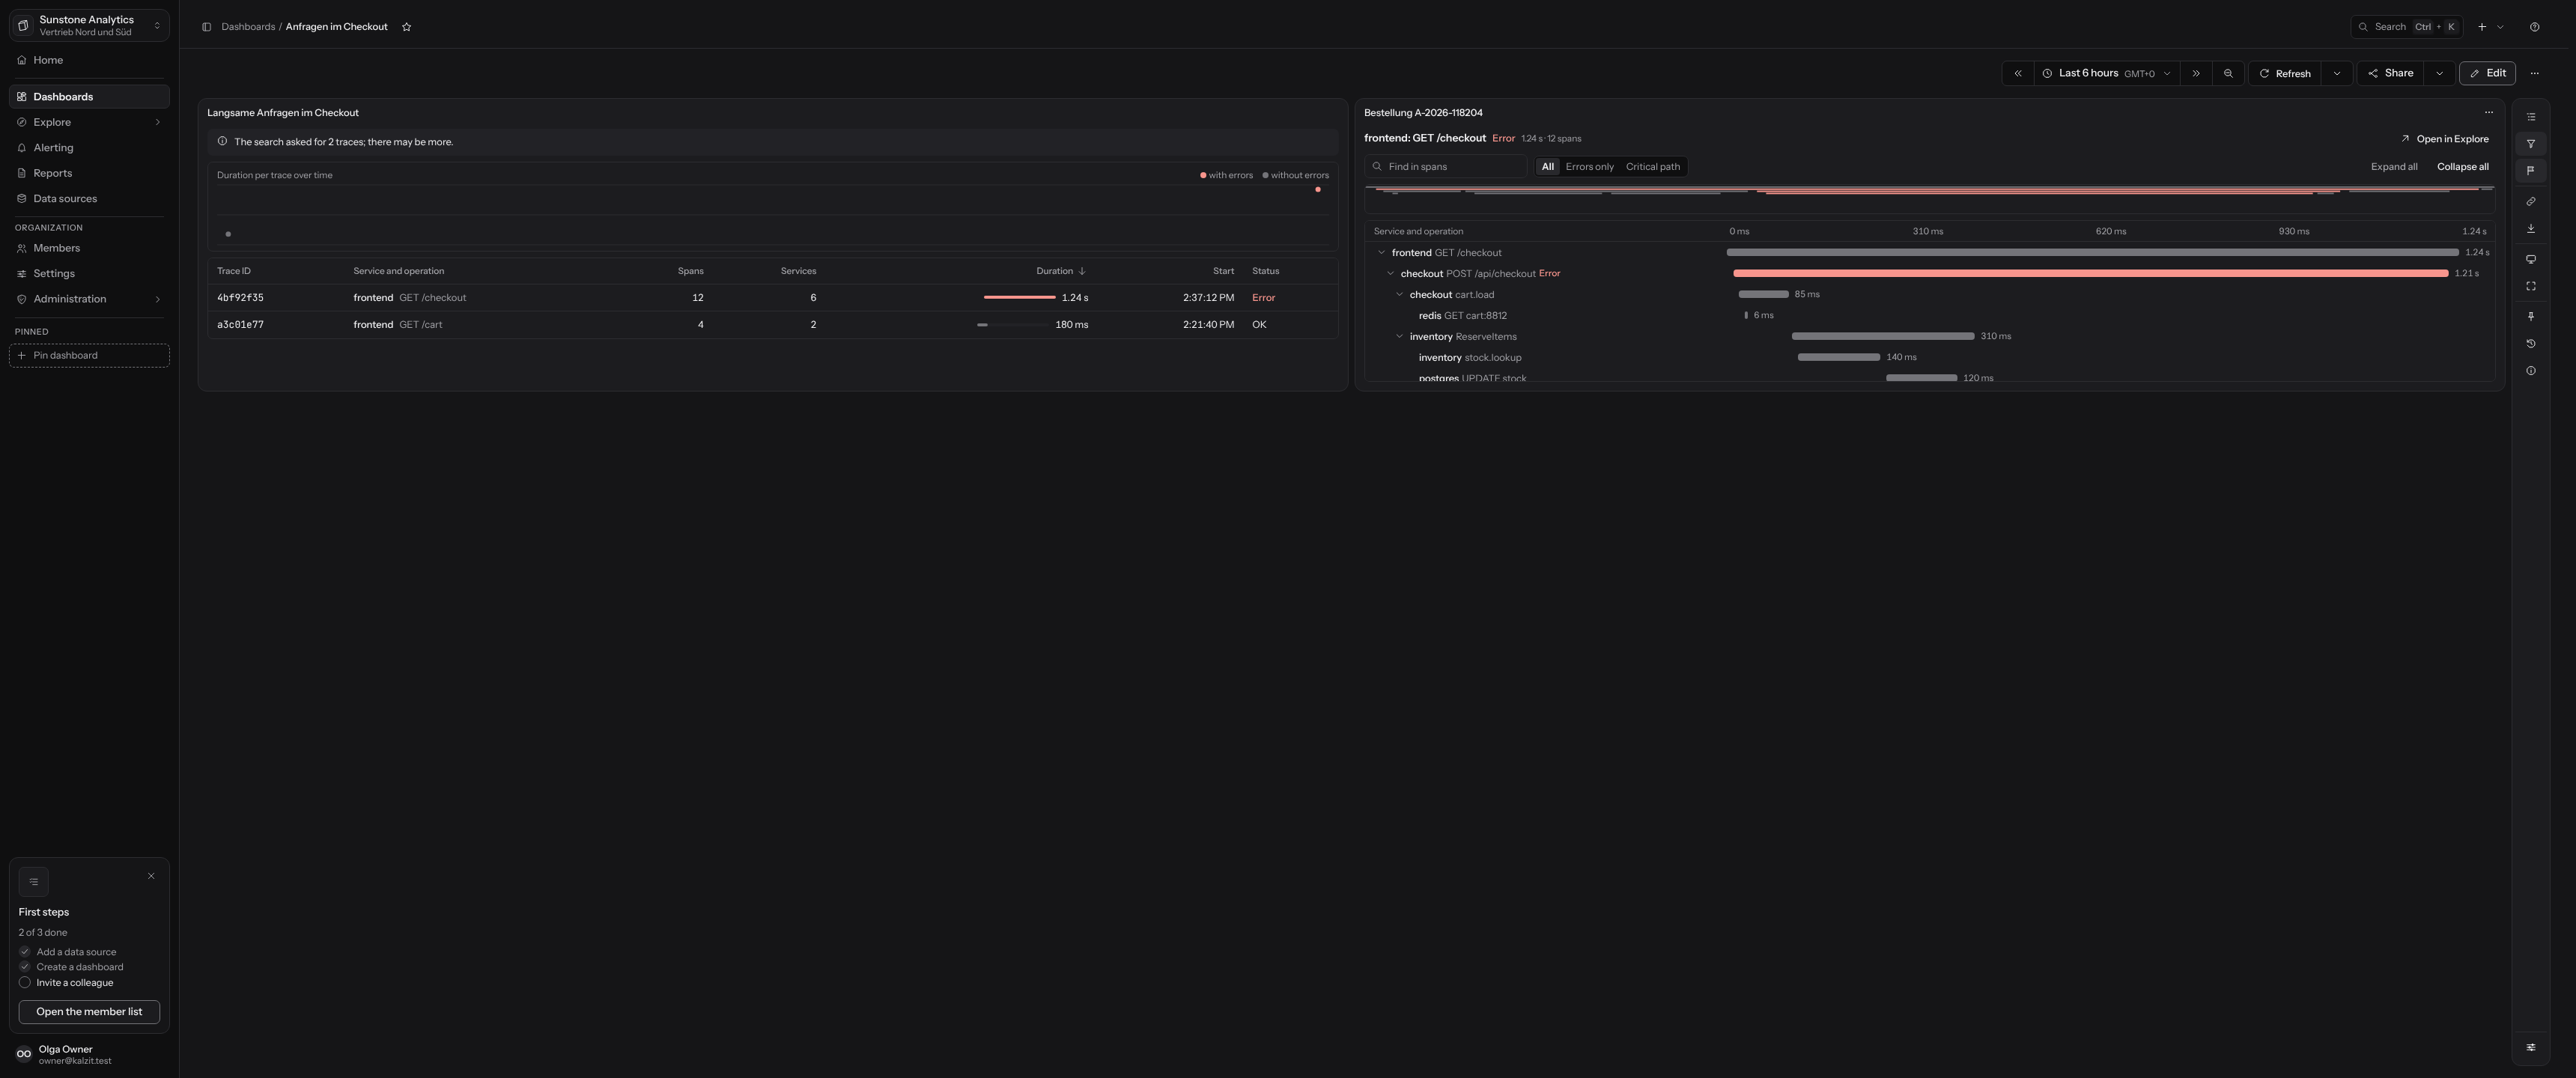 Sunstone Analytics
Vertrieb Nord und Süd
Home
Dashboards
Explore
Alerting
Reports
Data sources
ORGANIZATION
Members
Settings
Administration
PINNED
Pin dashboard
First steps
2 of 3 done
Add a data source
Create a dashboard
Invite a colleague
Open the member list
OO
Olga Owner
owner@kalzit.test
Dashboards / Anfragen im Checkout
Search Ctrl + K
Last 6 hours GMT+0
Refresh
Share
Edit
Langsame Anfragen im Checkout
The search asked for 2 traces; there may be more.
Duration per trace over time
with errors without errors
Trace ID Service and operation Spans Services Duration Start Status
4bf92f35 frontend GET /checkout 12 6 1.24 s 2:37:12 PM Error
a3c01e77 frontend GET /cart 4 2 180 ms 2:21:40 PM OK
Bestellung A-2026-118204
frontend: GET /checkout Error 1.24 s · 12 spans
Open in Explore
Find in spans
All Errors only Critical path
Expand all Collapse all
Service and operation 0 ms 310 ms 620 ms 930 ms 1.24 s
frontend GET /checkout 1.24 s
checkout POST /api/checkout Error 1.21 s
checkout cart.load 85 ms
redis GET cart:8812 6 ms
inventory ReserveItems 310 ms
inventory stock.lookup 140 ms
postgres UPDATE stock 120 ms